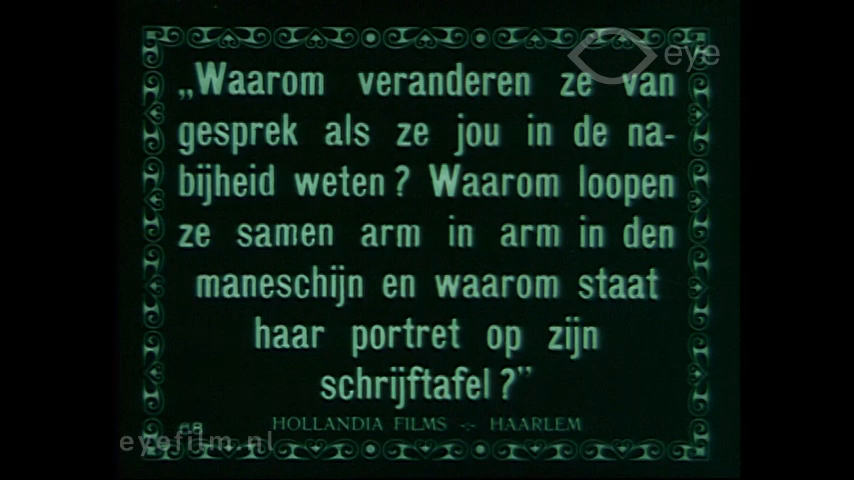 eye
„Waarom veranderen ze van
gesprek als ze jou in de na-
bijheid weten? Waarom loopen
ze samen arm in arm in den
maneschijn en waarom staat
haar portret op zijn
schrijftafel?”
HOLLANDIA FILMS -:- HAARLEM
eyefilm.nl